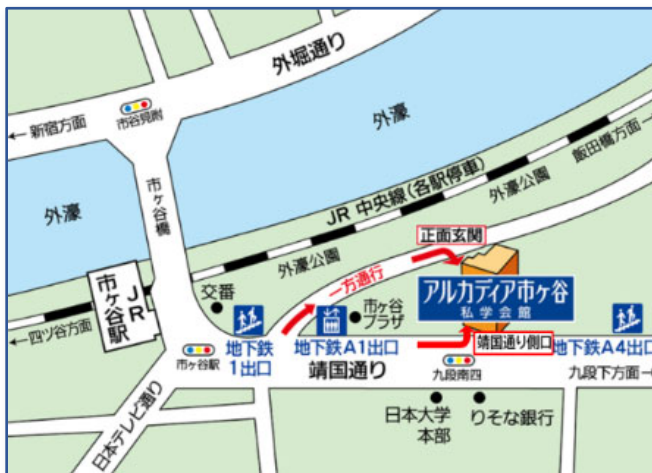 外堀通り
← 新宿方面
市谷見附
外濠
飯田橋方面→
市ヶ谷橋
JR 中央線(各駅停車)
外濠公園
外濠
正面玄関
外濠公園
一方通行
JR
市ヶ谷駅
交番
市ヶ谷
プラザ
アルカディア市ヶ谷
私学会館
←四ツ谷方面
地下鉄
1出口
地下鉄A1出口
靖国通り側口
地下鉄A4出口
市ヶ谷駅
靖国通り
九段南四
九段下方面→
日本テレビ通り
日本大学
本部
りそな銀行